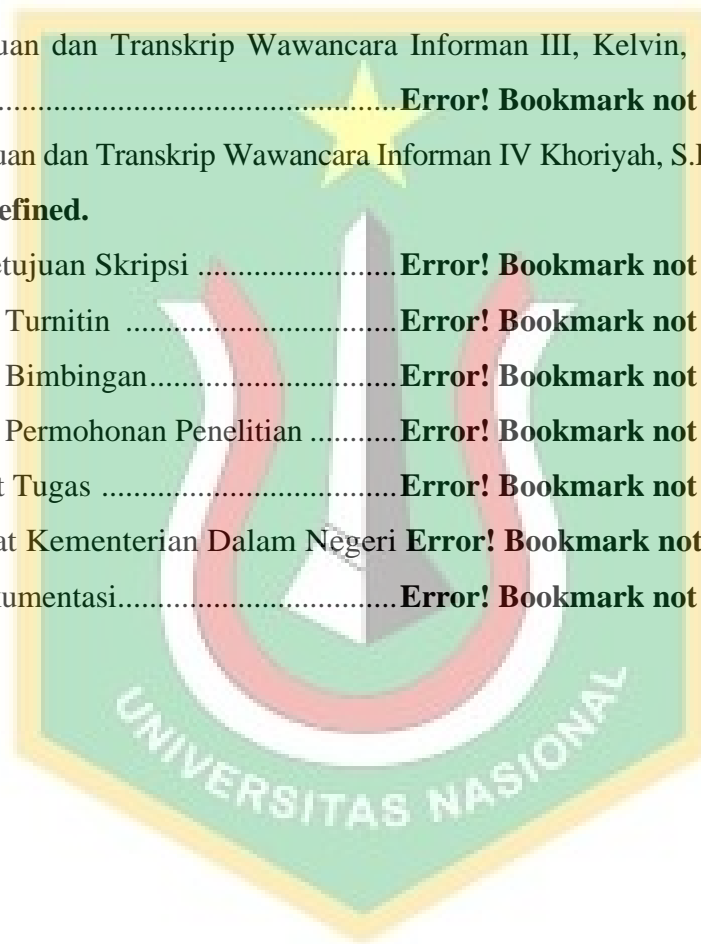 uan dan Transkrip Wawancara Informan III, Kelvin,
....................................................Error! Bookmark not
uan dan Transkrip Wawancara Informan IV Khoriyah, S.I
efined.
etujuan Skripsi ..........................Error! Bookmark not
Turnitin ...................................Error! Bookmark not
Bimbingan................................Error! Bookmark not
Permohonan Penelitian ...........Error! Bookmark not
t Tugas ......................................Error! Bookmark not
at Kementerian Dalam Negeri Error! Bookmark not
kumentasi..................................Error! Bookmark not
UNIVERSITAS NASIONAL